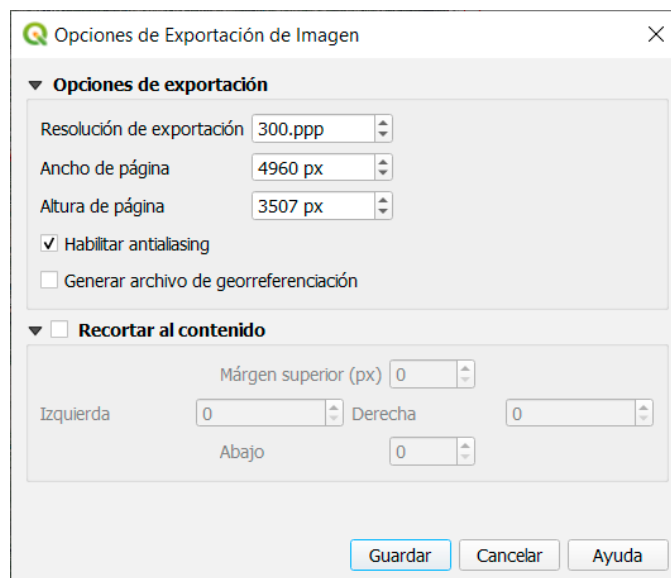 Opciones de Exportación de Imagen
Opciones de exportación
Resolución de exportación 300.ppp
Ancho de página 4960 px
Altura de página 3507 px
Habilitar antialiasing
Generar archivo de georreferenciación
Recortar al contenido
Márgen superior (px) 0
Izquierda 0 Derecha 0
Abajo 0
Guardar Cancelar Ayuda